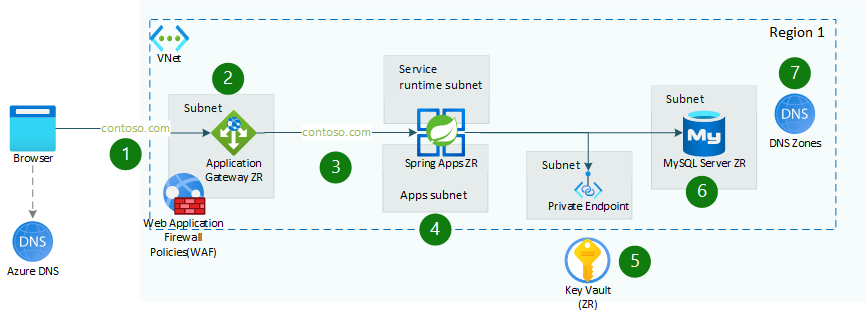 Region 1
VNet
7
2
Service
runtime subnet
Subnet
Subnet
DNS
DNS Zones
contoso.com
contoso.com
My
Browser
1
Application
Gateway ZR
3
Spring Apps ZR
MySQL Server ZR
Subnet
6
Apps subnet
Private Endpoint
Web Application
Firewall
Policies(WAF)
4
DNS
Azure DNS
5
Key Vault
(ZR)